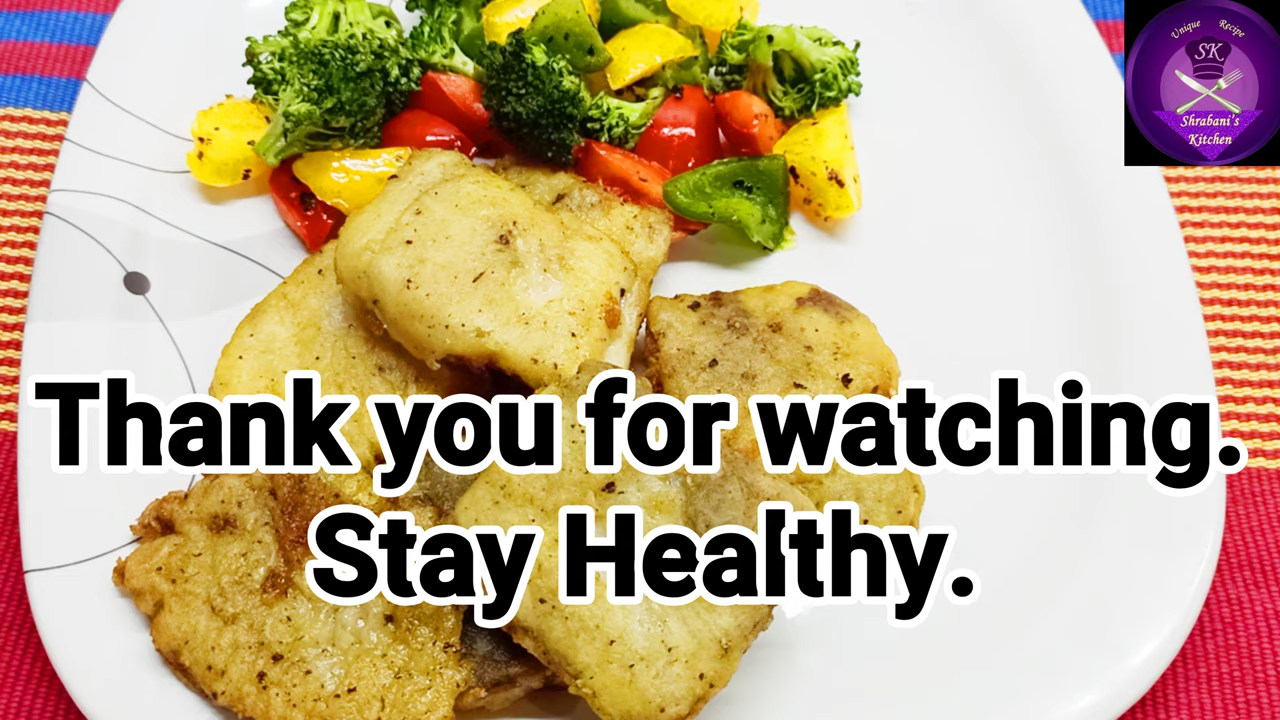 Unique Recipe
SK
Shrabani's
Kitchen
Thank you for watching.
Stay Healthy.